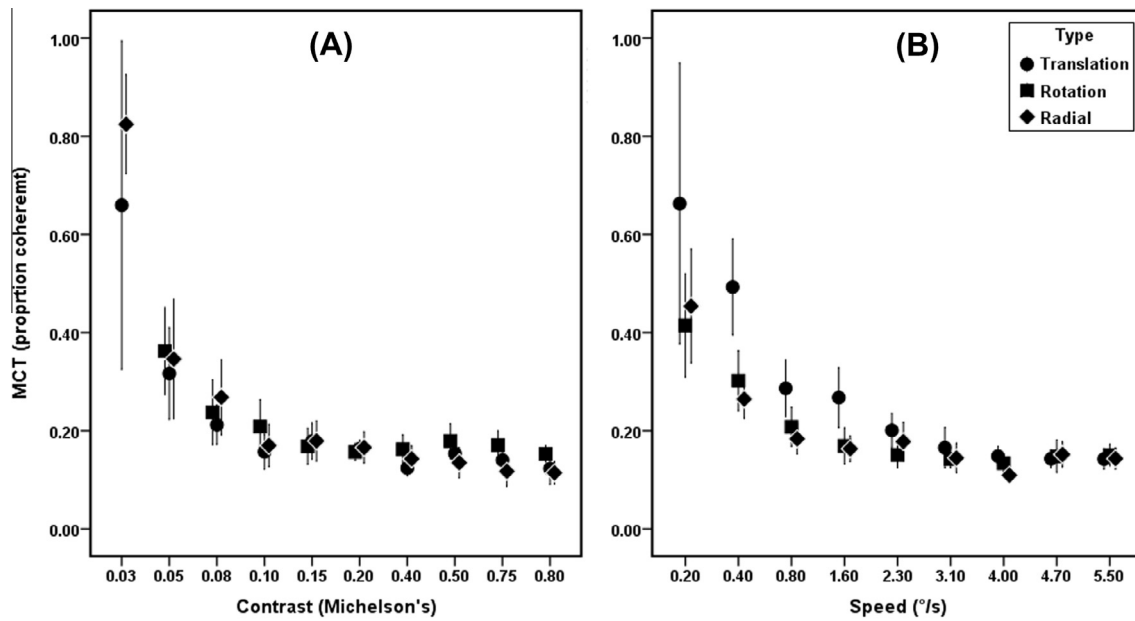 (A)
(B)
Type
Translation
Rotation
Radial
MCT (proprtion coheremt)
1.00
0.80
0.60
0.40
0.20
0.00
0.03 0.05 0.08 0.10 0.15 0.20 0.40 0.50 0.75 0.80
Contrast (Michelson's)
1.00
0.80
0.60
0.40
0.20
0.00
0.20 0.40 0.80 1.60 2.30 3.10 4.00 4.70 5.50
Speed (°/s)